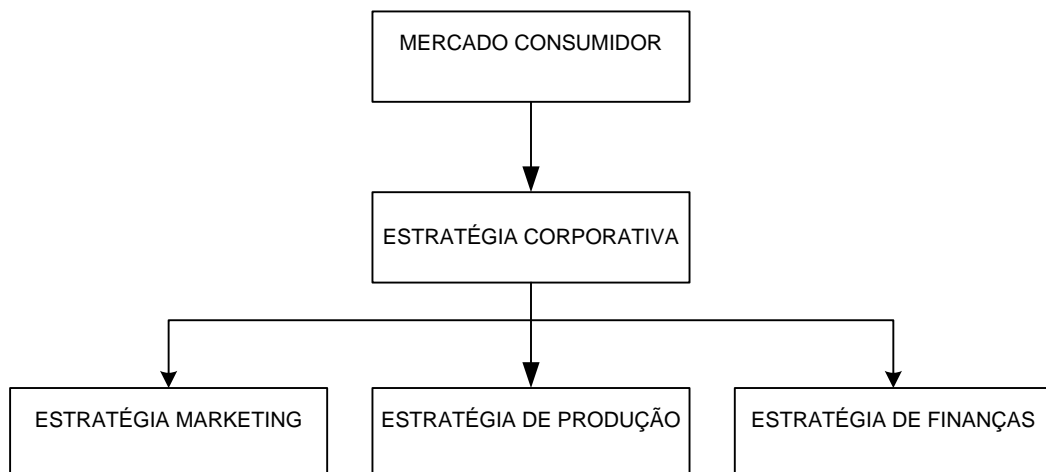 MERCADO CONSUMIDOR
ESTRATÉGIA CORPORATIVA
ESTRATÉGIA MARKETING
ESTRATÉGIA DE PRODUÇÃO
ESTRATÉGIA DE FINANÇAS